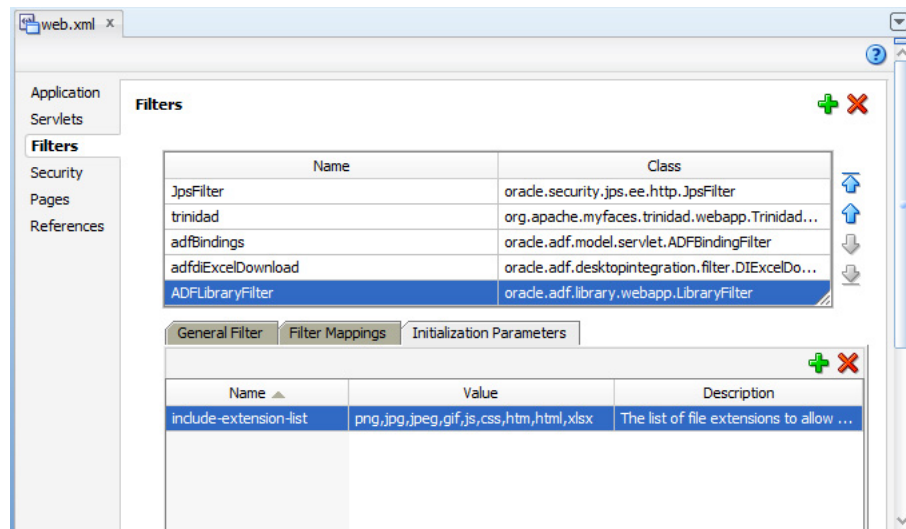 web.xml x
Application
Servlets
Filters
Security
Pages
References
Filters
Name Class
JpsFilter oracle.security.jps.ee.http.JpsFilter
trinidad org.apache.myfaces.trinidad.webapp.Trinidad...
adfBindings oracle.adf.model.servlet.ADFBindingFilter
adfdiExcelDownload oracle.adf.desktopintegration.filter.DIExcelDo...
ADFLibraryFilter oracle.adf.library.webapp.LibraryFilter
General Filter Filter Mappings Initialization Parameters
Name Value Description
include-extension-list png,jpg,jpeg,gif,js,css,htm,html,xlsx The list of file extensions to allow ...